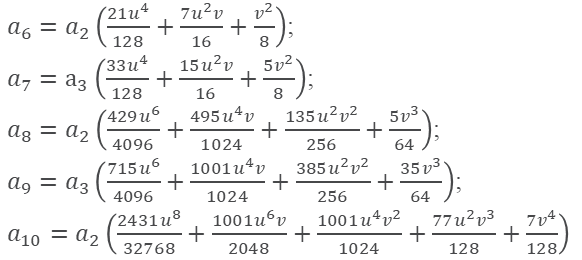 a₆ = a₂ (21u⁴/128 + 7u²v/16 + v²/8);
a₇ = a₃ (33u⁴/128 + 15u²v/16 + 5v²/8);
a₈ = a₂ (429u⁶/4096 + 495u⁴v/1024 + 135u²v²/256 + 5v³/64);
a₉ = a₃ (715u⁶/4096 + 1001u⁴v/1024 + 385u²v²/256 + 35v³/64);
a₁₀ = a₂ (2431u⁸/32768 + 1001u⁶v/2048 + 1001u⁴v²/1024 + 77u²v³/128 + 7v⁴/128)